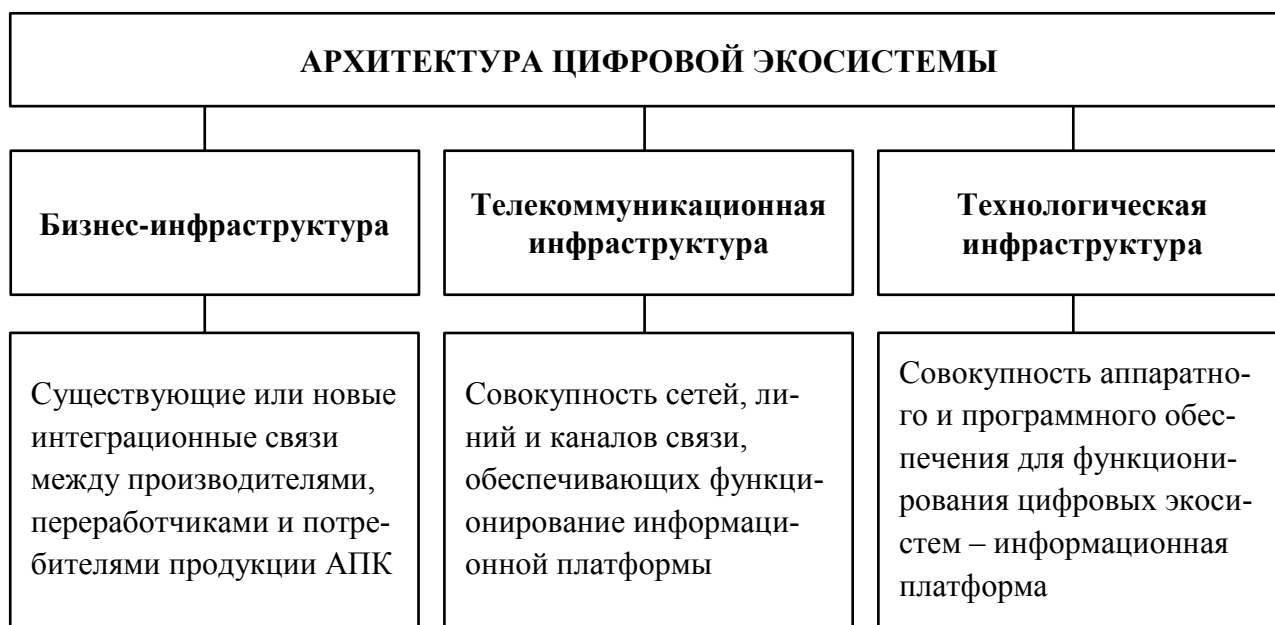 АРХИТЕКТУРА ЦИФРОВОЙ ЭКОСИСТЕМЫ
Бизнес-инфраструктура
Телекоммуникационная
инфраструктура
Технологическая
инфраструктура
Существующие или новые
интеграционные связи
между производителями,
переработчиками и потре-
бителями продукции АПК
Совокупность сетей, ли-
ний и каналов связи,
обеспечивающих функци-
онирование информаци-
онной платформы
Совокупность аппаратно-
го и программного обес-
печения для функциони-
рования цифровых экоси-
стем – информационная
платформа